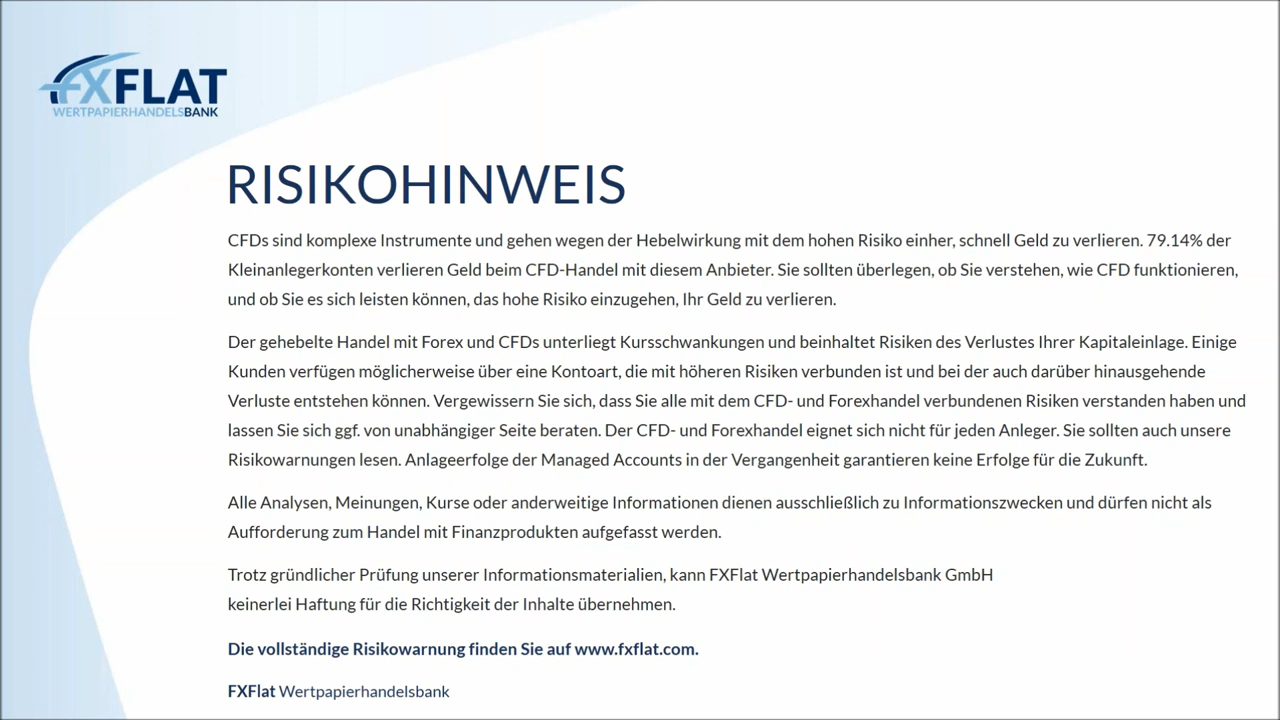 FXFLAT
WERTPAPIERHANDELSBANK
RISIKOHINWEIS
CFDs sind komplexe Instrumente und gehen wegen der Hebelwirkung mit dem hohen Risiko einher, schnell Geld zu verlieren. 79.14% der
Kleinanlegerkonten verlieren Geld beim CFD-Handel mit diesem Anbieter. Sie sollten überlegen, ob Sie verstehen, wie CFD funktionieren,
und ob Sie es sich leisten können, das hohe Risiko einzugehen, Ihr Geld zu verlieren.
Der gehebelte Handel mit Forex und CFDs unterliegt Kursschwankungen und beinhaltet Risiken des Verlustes Ihrer Kapitaleinlage. Einige
Kunden verfügen möglicherweise über eine Kontoart, die mit höheren Risiken verbunden ist und bei der auch darüber hinausgehende
Verluste entstehen können. Vergewissern Sie sich, dass Sie alle mit dem CFD- und Forexhandel verbundenen Risiken verstanden haben und
lassen Sie sich ggf. von unabhängiger Seite beraten. Der CFD- und Forexhandel eignet sich nicht für jeden Anleger. Sie sollten auch unsere
Risikowarnungen lesen. Anlageerfolge der Managed Accounts in der Vergangenheit garantieren keine Erfolge für die Zukunft.
Alle Analysen, Meinungen, Kurse oder anderweitige Informationen dienen ausschließlich zu Informationszwecken und dürfen nicht als
Aufforderung zum Handel mit Finanzprodukten aufgefasst werden.
Trotz gründlicher Prüfung unserer Informationsmaterialien, kann FXFlat Wertpapierhandelsbank GmbH
keinerlei Haftung für die Richtigkeit der Inhalte übernehmen.
Die vollständige Risikowarnung finden Sie auf www.fxflat.com.
FXFlat Wertpapierhandelsbank